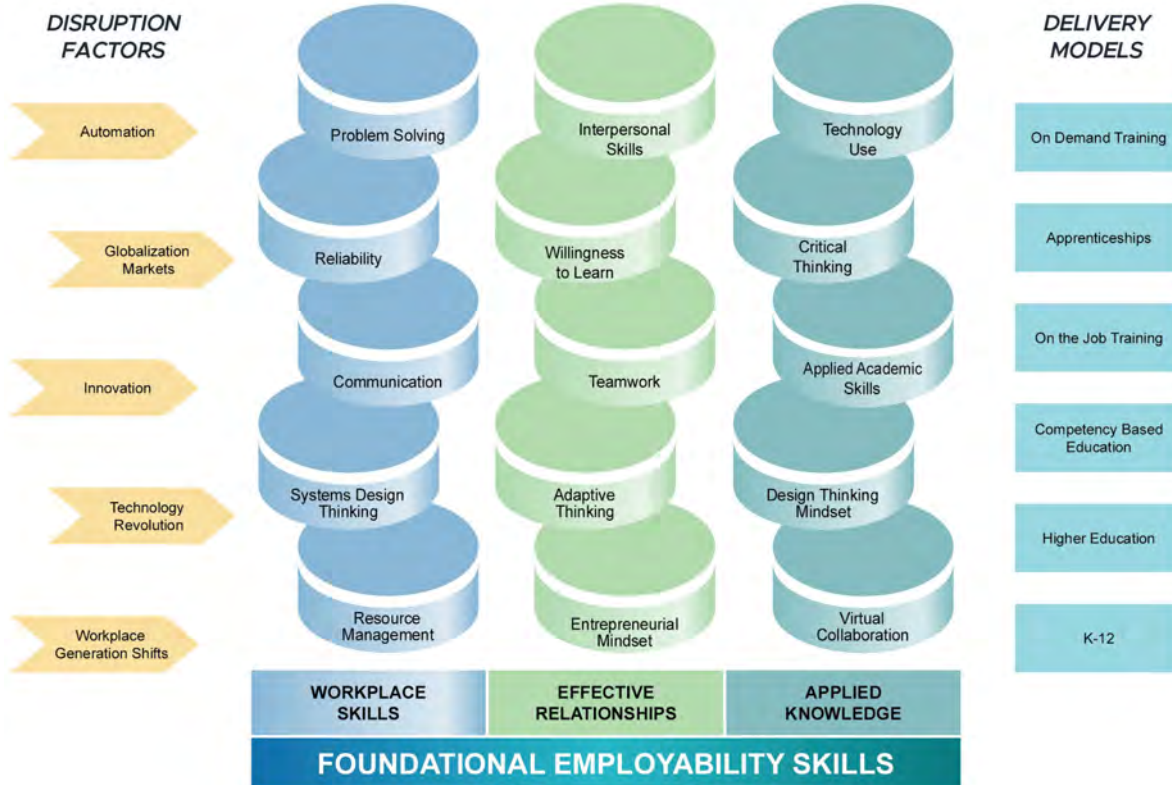 DISRUPTION
FACTORS
Automation
Globalization
Markets
Innovation
Technology
Revolution
Workplace
Generation Shifts
Problem Solving
Reliability
Communication
Systems Design
Thinking
Resource
Management
WORKPLACE
SKILLS
Interpersonal
Skills
Willingness
to Learn
Teamwork
Adaptive
Thinking
Entrepreneurial
Mindset
EFFECTIVE
RELATIONSHIPS
Technology
Use
Critical
Thinking
Applied Academic
Skills
Design Thinking
Mindset
Virtual
Collaboration
APPLIED
KNOWLEDGE
FOUNDATIONAL EMPLOYABILITY SKILLS
DELIVERY
MODELS
On Demand Training
Apprenticeships
On the Job Training
Competency Based
Education
Higher Education
K-12